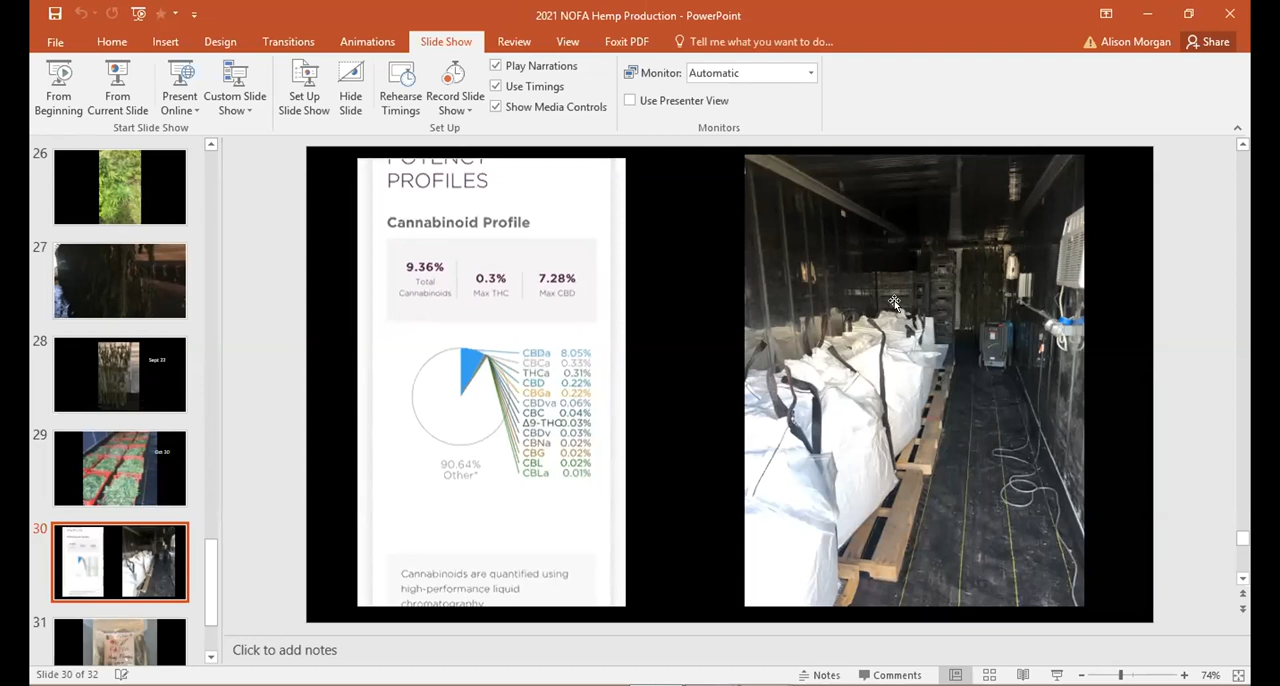 2021 NOFA Hemp Production - PowerPoint
File Home Insert Design Transitions Animations Slide Show Review View Foxit PDF Tell me what you want to do... Alison Morgan Share
From Beginning
From Current Slide
Present Online
Custom Slide Show
Start Slide Show
Set Up Slide Show
Hide Slide
Rehearse Timings
Record Slide Show
Play Narrations
Use Timings
Show Media Controls
Set Up
Monitor: Automatic
Use Presenter View
Monitors
26
27
28
Sept 22
29
Oct 20
30
31
POTENCY
PROFILES
Cannabinoid Profile
9.36% 0.3% 7.28%
Total Cannabinoids Max THC Max CBD
CBDa 8.05%
CBCa 0.33%
THCa 0.31%
CBD 0.22%
CBGa 0.22%
CBDva 0.06%
CBC 0.04%
Δ9-THC 0.03%
CBDv 0.03%
CBNa 0.02%
CBG 0.02%
CBL 0.02%
CBLa 0.01%
90.64%
Other*
Cannabinoids are quantified using
high-performance liquid
chromatography
Click to add notes
Slide 30 of 32 Notes Comments 74%